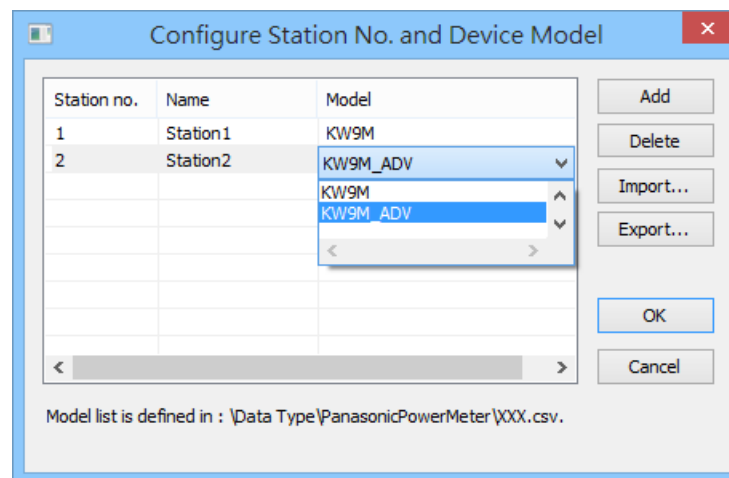 Configure Station No. and Device Model
Station no. Name Model
1 Station1 KW9M
2 Station2 KW9M_ADV
KW9M
KW9M_ADV
Add
Delete
Import...
Export...
OK
Cancel
Model list is defined in : \Data Type\PanasonicPowerMeter\XXX.csv.